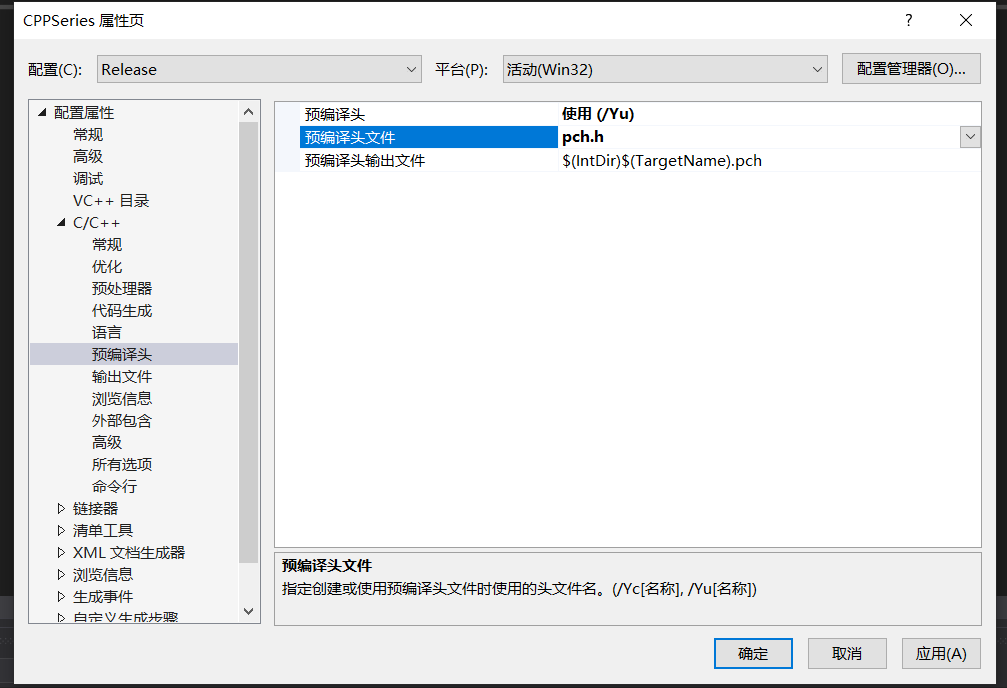 CPPSeries 属性页 ?
配置(C): Release 平台(P): 活动(Win32) 配置管理器(O)...
配置属性
常规
高级
调试
VC++ 目录
C/C++
常规
优化
预处理器
代码生成
语言
预编译头
输出文件
浏览信息
外部包含
高级
所有选项
命令行
链接器
清单工具
XML 文档生成器
浏览信息
生成事件
自定义生成步骤
预编译头 使用 (/Yu)
预编译头文件 pch.h
预编译头输出文件 $(IntDir)$(TargetName).pch
预编译头文件
指定创建或使用预编译头文件时使用的头文件名。(/Yc[名称], /Yu[名称])
确定 取消 应用(A)